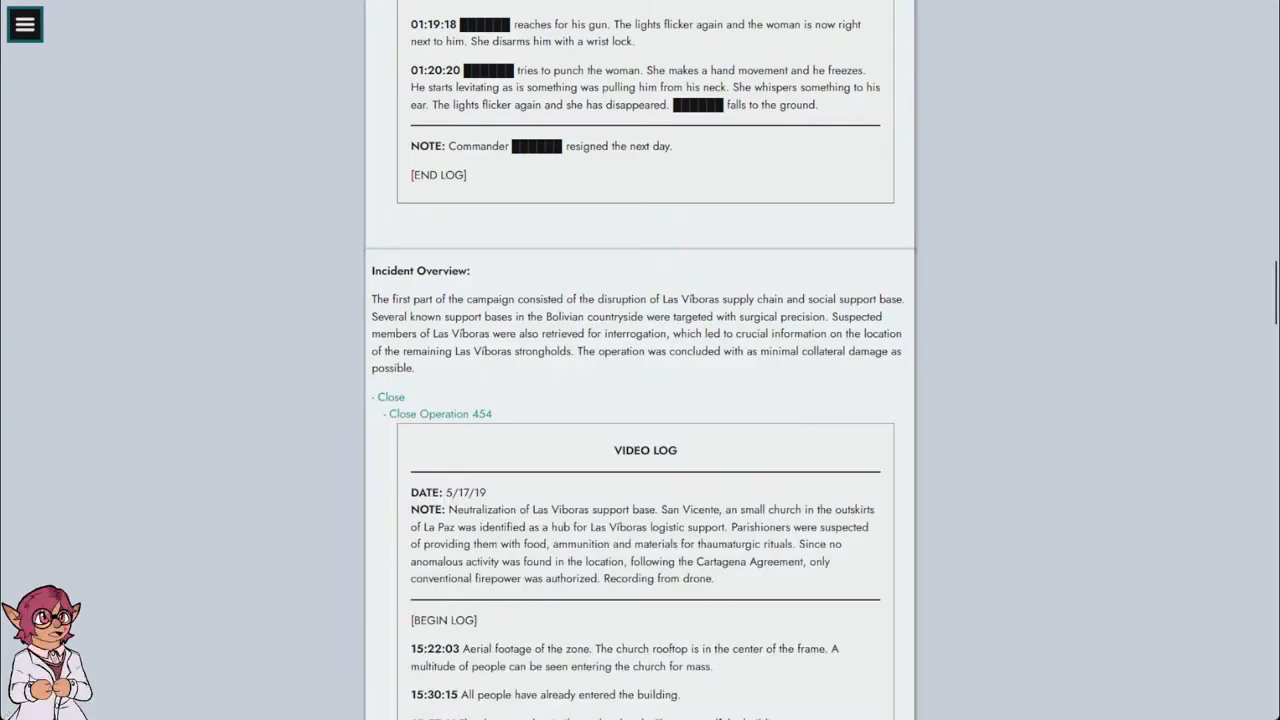 01:19:18 ██████ reaches for his gun. The lights flicker again and the woman is now right
next to him. She disarms him with a wrist lock.
01:20:20 ██████ tries to punch the woman. She makes a hand movement and he freezes.
He starts levitating as is something was pulling him from his neck. She whispers something to his
ear. The lights flicker again and she has disappeared. ██████ falls to the ground.
NOTE: Commander ██████ resigned the next day.
[END LOG]
Incident Overview:
The first part of the campaign consisted of the disruption of Las Víboras supply chain and social support base.
Several known support bases in the Bolivian countryside were targeted with surgical precision. Suspected
members of Las Víboras were also retrieved for interrogation, which led to crucial information on the location
of the remaining Las Víboras strongholds. The operation was concluded with as minimal collateral damage as
possible.
- Close
- Close Operation 454
VIDEO LOG
DATE: 5/17/19
NOTE: Neutralization of Las Viboras support base. San Vicente, an small church in the outskirts
of La Paz was identified as a hub for Las Víboras logistic support. Parishioners were suspected
of providing them with food, ammunition and materials for thaumaturgic rituals. Since no
anomalous activity was found in the location, following the Cartagena Agreement, only
conventional firepower was authorized. Recording from drone.
[BEGIN LOG]
15:22:03 Aerial footage of the zone. The church rooftop is in the center of the frame. A
multitude of people can be seen entering the church for mass.
15:30:15 All people have already entered the building.